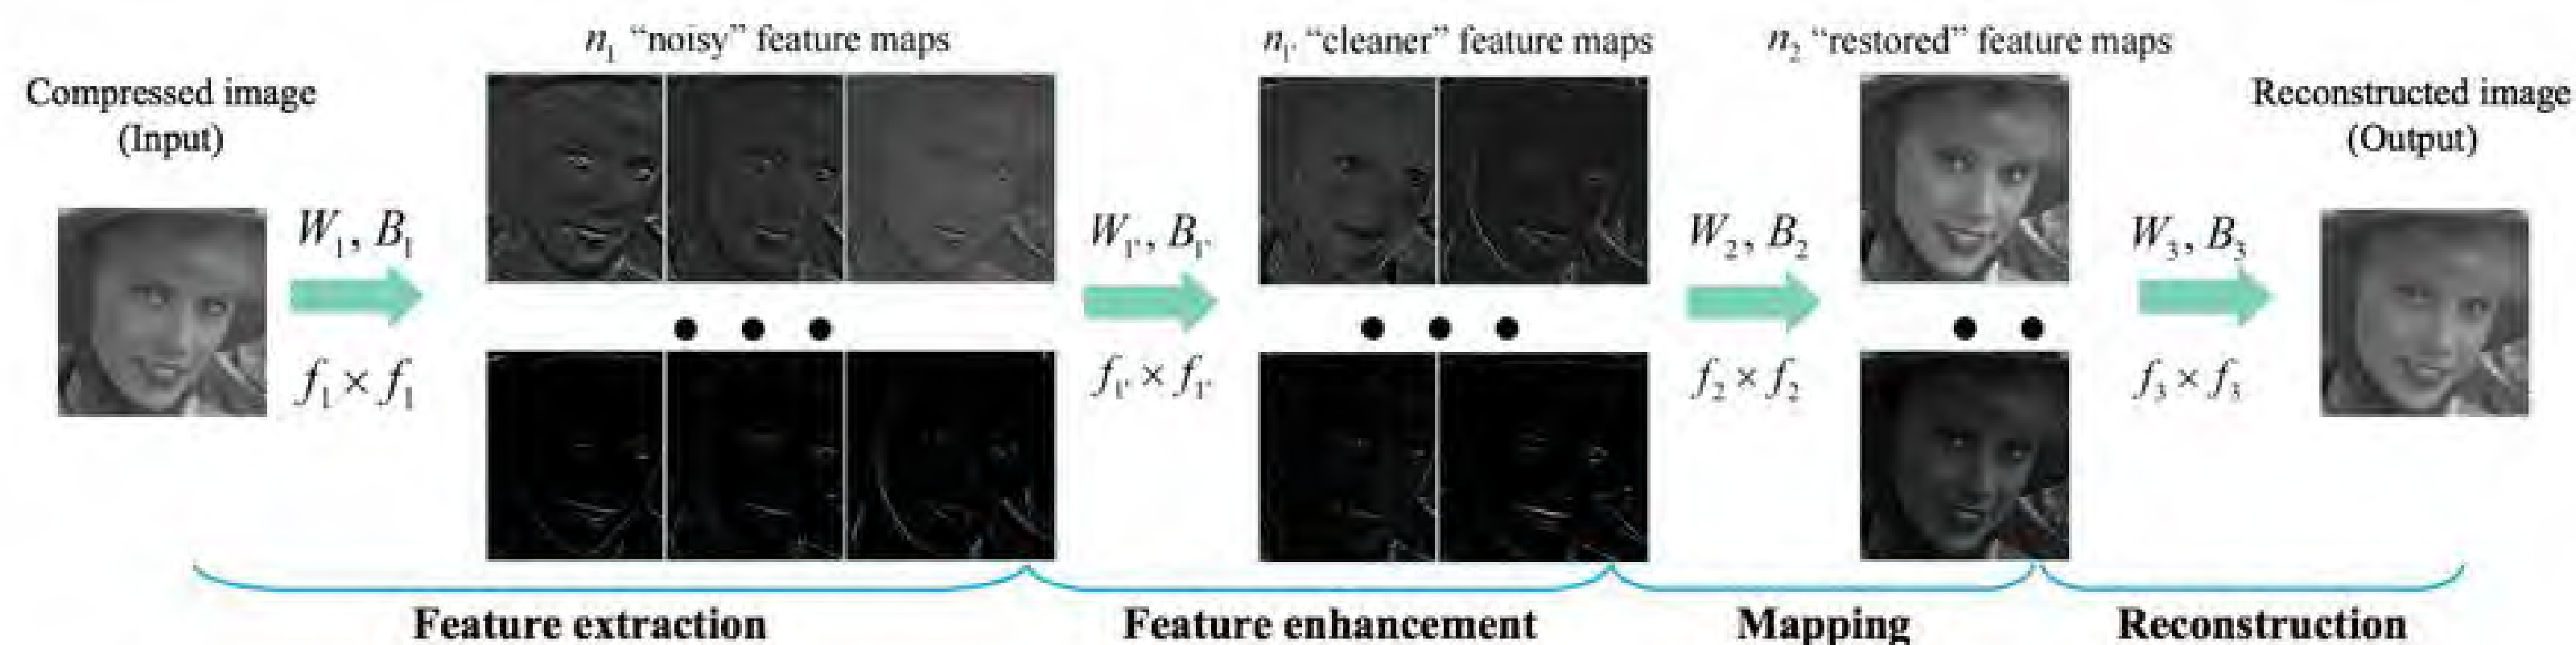 n₁ “noisy” feature maps
n₁' “cleaner” feature maps
n₂ “restored” feature maps
Compressed image
(Input)
Reconstructed image
(Output)
W₁, B₁
W₁', B₁'
W₂, B₂
W₃, B₃
f₁ × f₁
f₁' × f₁'
f₂ × f₂
f₃ × f₃
Feature extraction
Feature enhancement
Mapping
Reconstruction